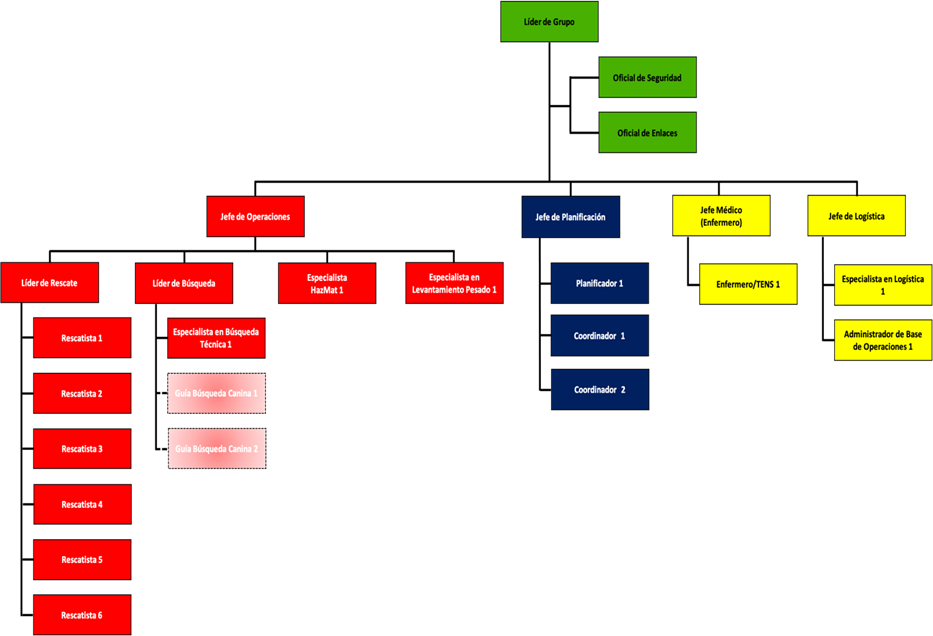 Líder de Grupo
Oficial de Seguridad
Oficial de Enlaces
Jefe de Operaciones
Jefe de Planificación
Jefe Médico
(Enfermero)
Jefe de Logística
Líder de Rescate
Líder de Búsqueda
Especialista
HazMat 1
Especialista en
Levantamiento Pesado 1
Planificador 1
Enfermero/TENS 1
Especialista en Logística
1
Rescatista 1
Especialista en Búsqueda
Técnica 1
Coordinador 1
Administrador de Base
de Operaciones 1
Rescatista 2
Guía Búsqueda Canina 1
Coordinador 2
Rescatista 3
Guía Búsqueda Canina 2
Rescatista 4
Rescatista 5
Rescatista 6